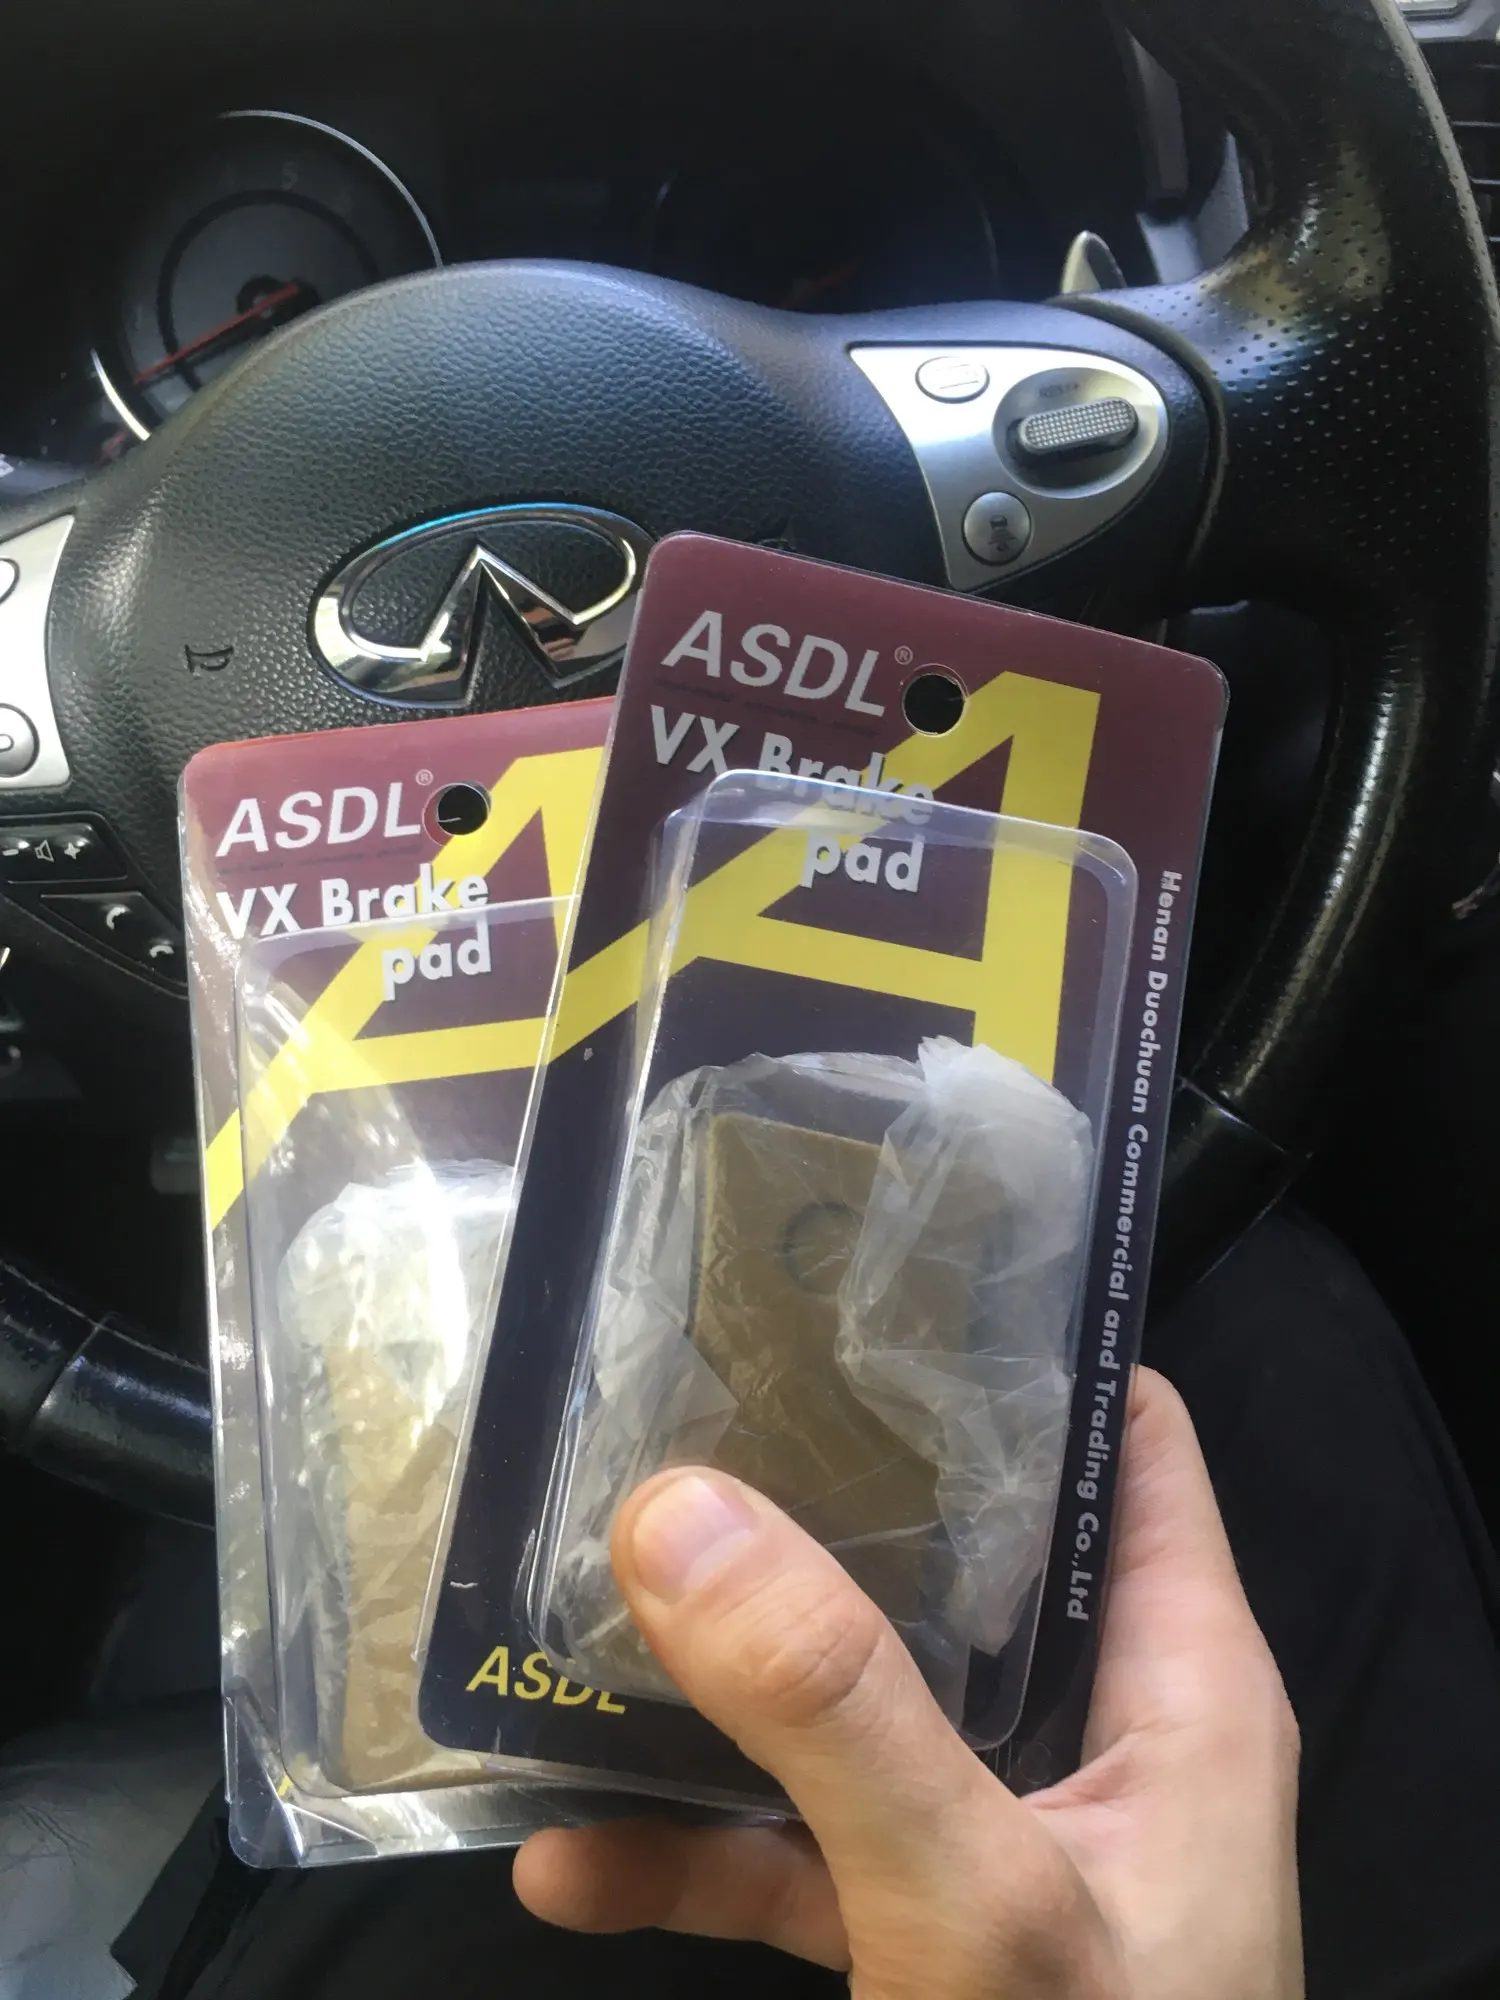 ASDL®
VX Brake
pad
ASDL®
VX Brake
pad
Henan Duochuan Commercial and Trading Co.,Ltd
ASDL